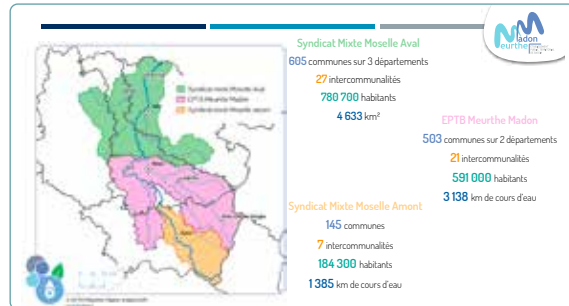 Meurthe Madon
Syndicat Mixte Moselle Aval
605 communes sur 3 départements
27 intercommunalités
780 700 habitants
4 633 km²
Syndicat mixte Moselle Aval
EPTB Meurthe Madon
Syndicat mixte Moselle amont
EPTB Meurthe Madon
503 communes sur 2 départements
21 intercommunalités
591 000 habitants
3 138 km de cours d'eau
Syndicat Mixte Moselle Amont
145 communes
7 intercommunalités
184 300 habitants
1 385 km de cours d'eau